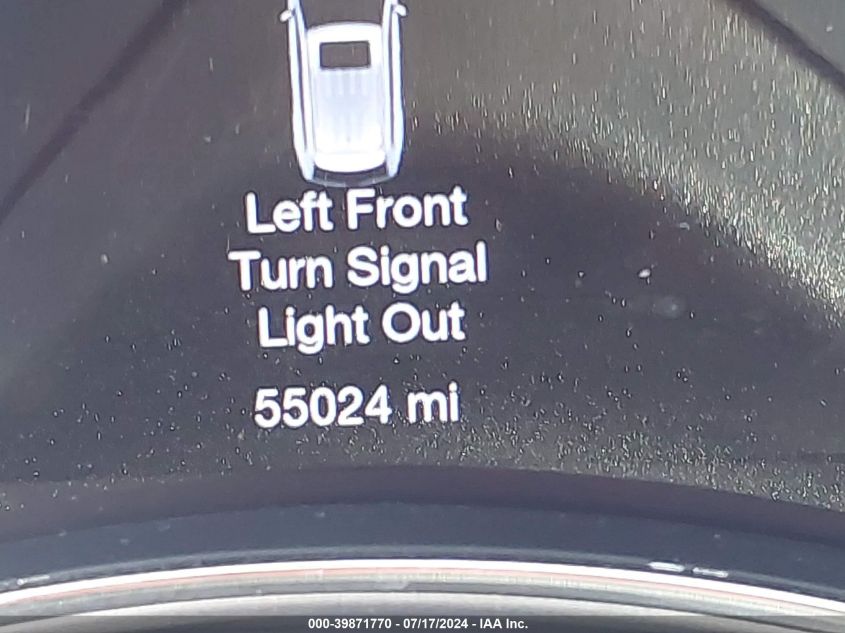 Left Front
Turn Signal
Light Out
55024 mi
000-39871770 - 07/17/2024 - IAA Inc.